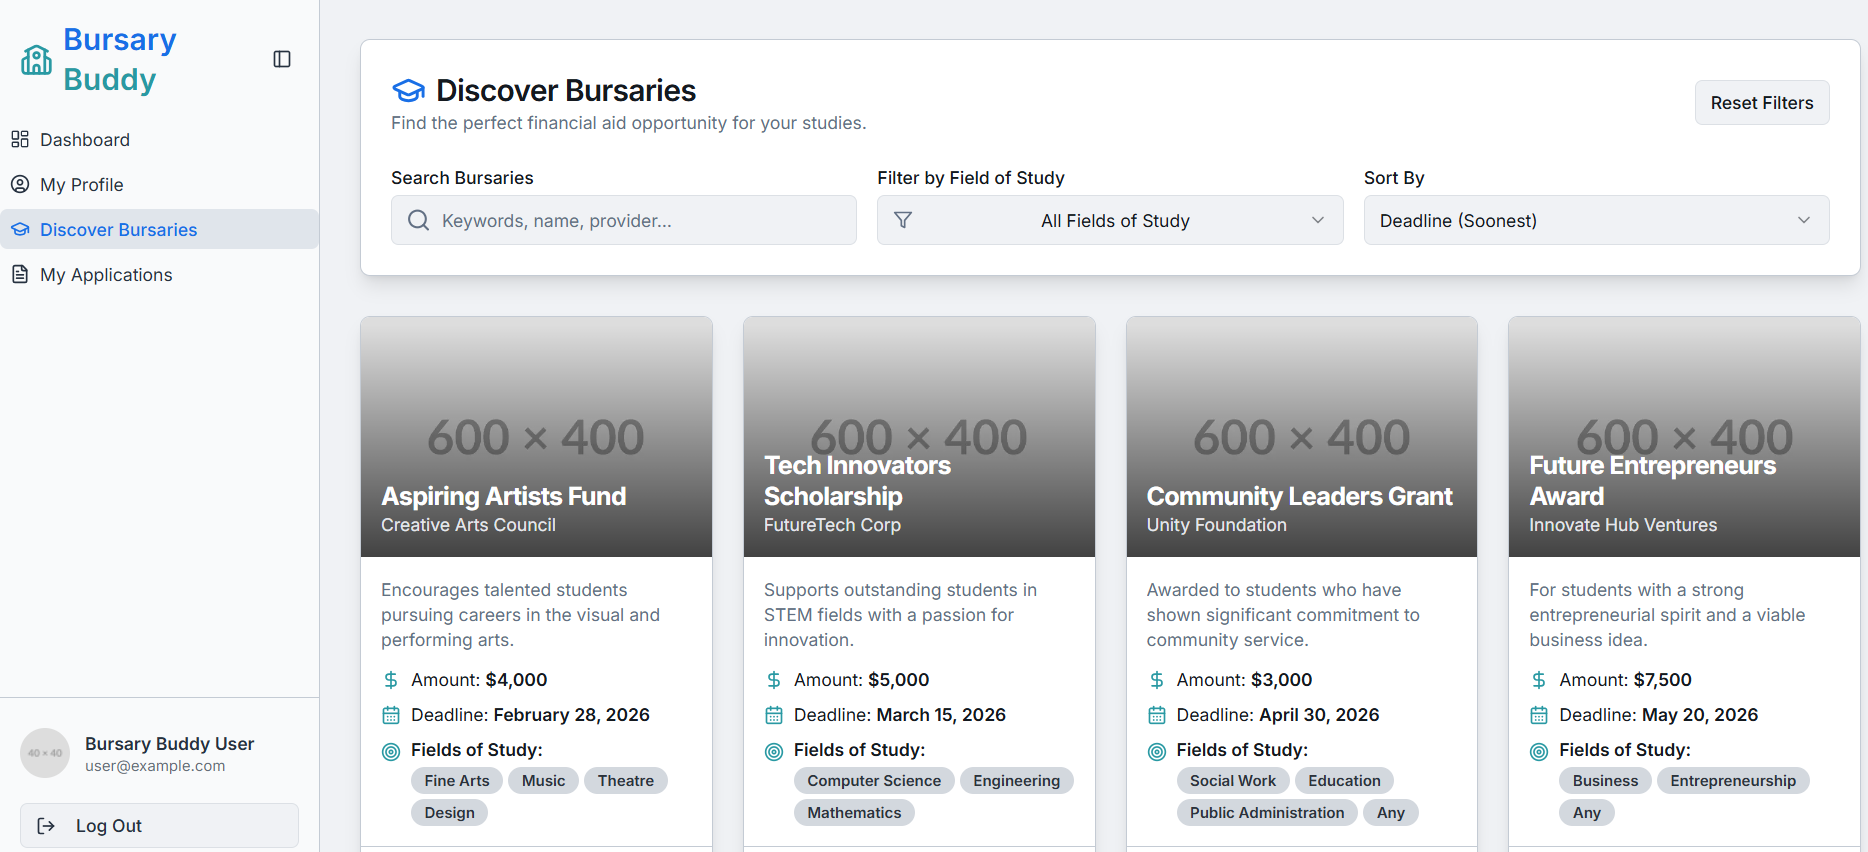 Bursary
Buddy
Dashboard
My Profile
Discover Bursaries
My Applications
40 × 40
Bursary Buddy User
user@example.com
Log Out
Discover Bursaries
Find the perfect financial aid opportunity for your studies.
Reset Filters
Search Bursaries
Keywords, name, provider...
Filter by Field of Study
All Fields of Study
Sort By
Deadline (Soonest)
600 × 400
Aspiring Artists Fund
Creative Arts Council
Encourages talented students
pursuing careers in the visual and
performing arts.
Amount: $4,000
Deadline: February 28, 2026
Fields of Study:
Fine Arts Music Theatre
Design
600 × 400
Tech Innovators
Scholarship
FutureTech Corp
Supports outstanding students in
STEM fields with a passion for
innovation.
Amount: $5,000
Deadline: March 15, 2026
Fields of Study:
Computer Science Engineering
Mathematics
600 × 400
Community Leaders Grant
Unity Foundation
Awarded to students who have
shown significant commitment to
community service.
Amount: $3,000
Deadline: April 30, 2026
Fields of Study:
Social Work Education
Public Administration Any
600 × 400
Future Entrepreneurs
Award
Innovate Hub Ventures
For students with a strong
entrepreneurial spirit and a viable
business idea.
Amount: $7,500
Deadline: May 20, 2026
Fields of Study:
Business Entrepreneurship
Any